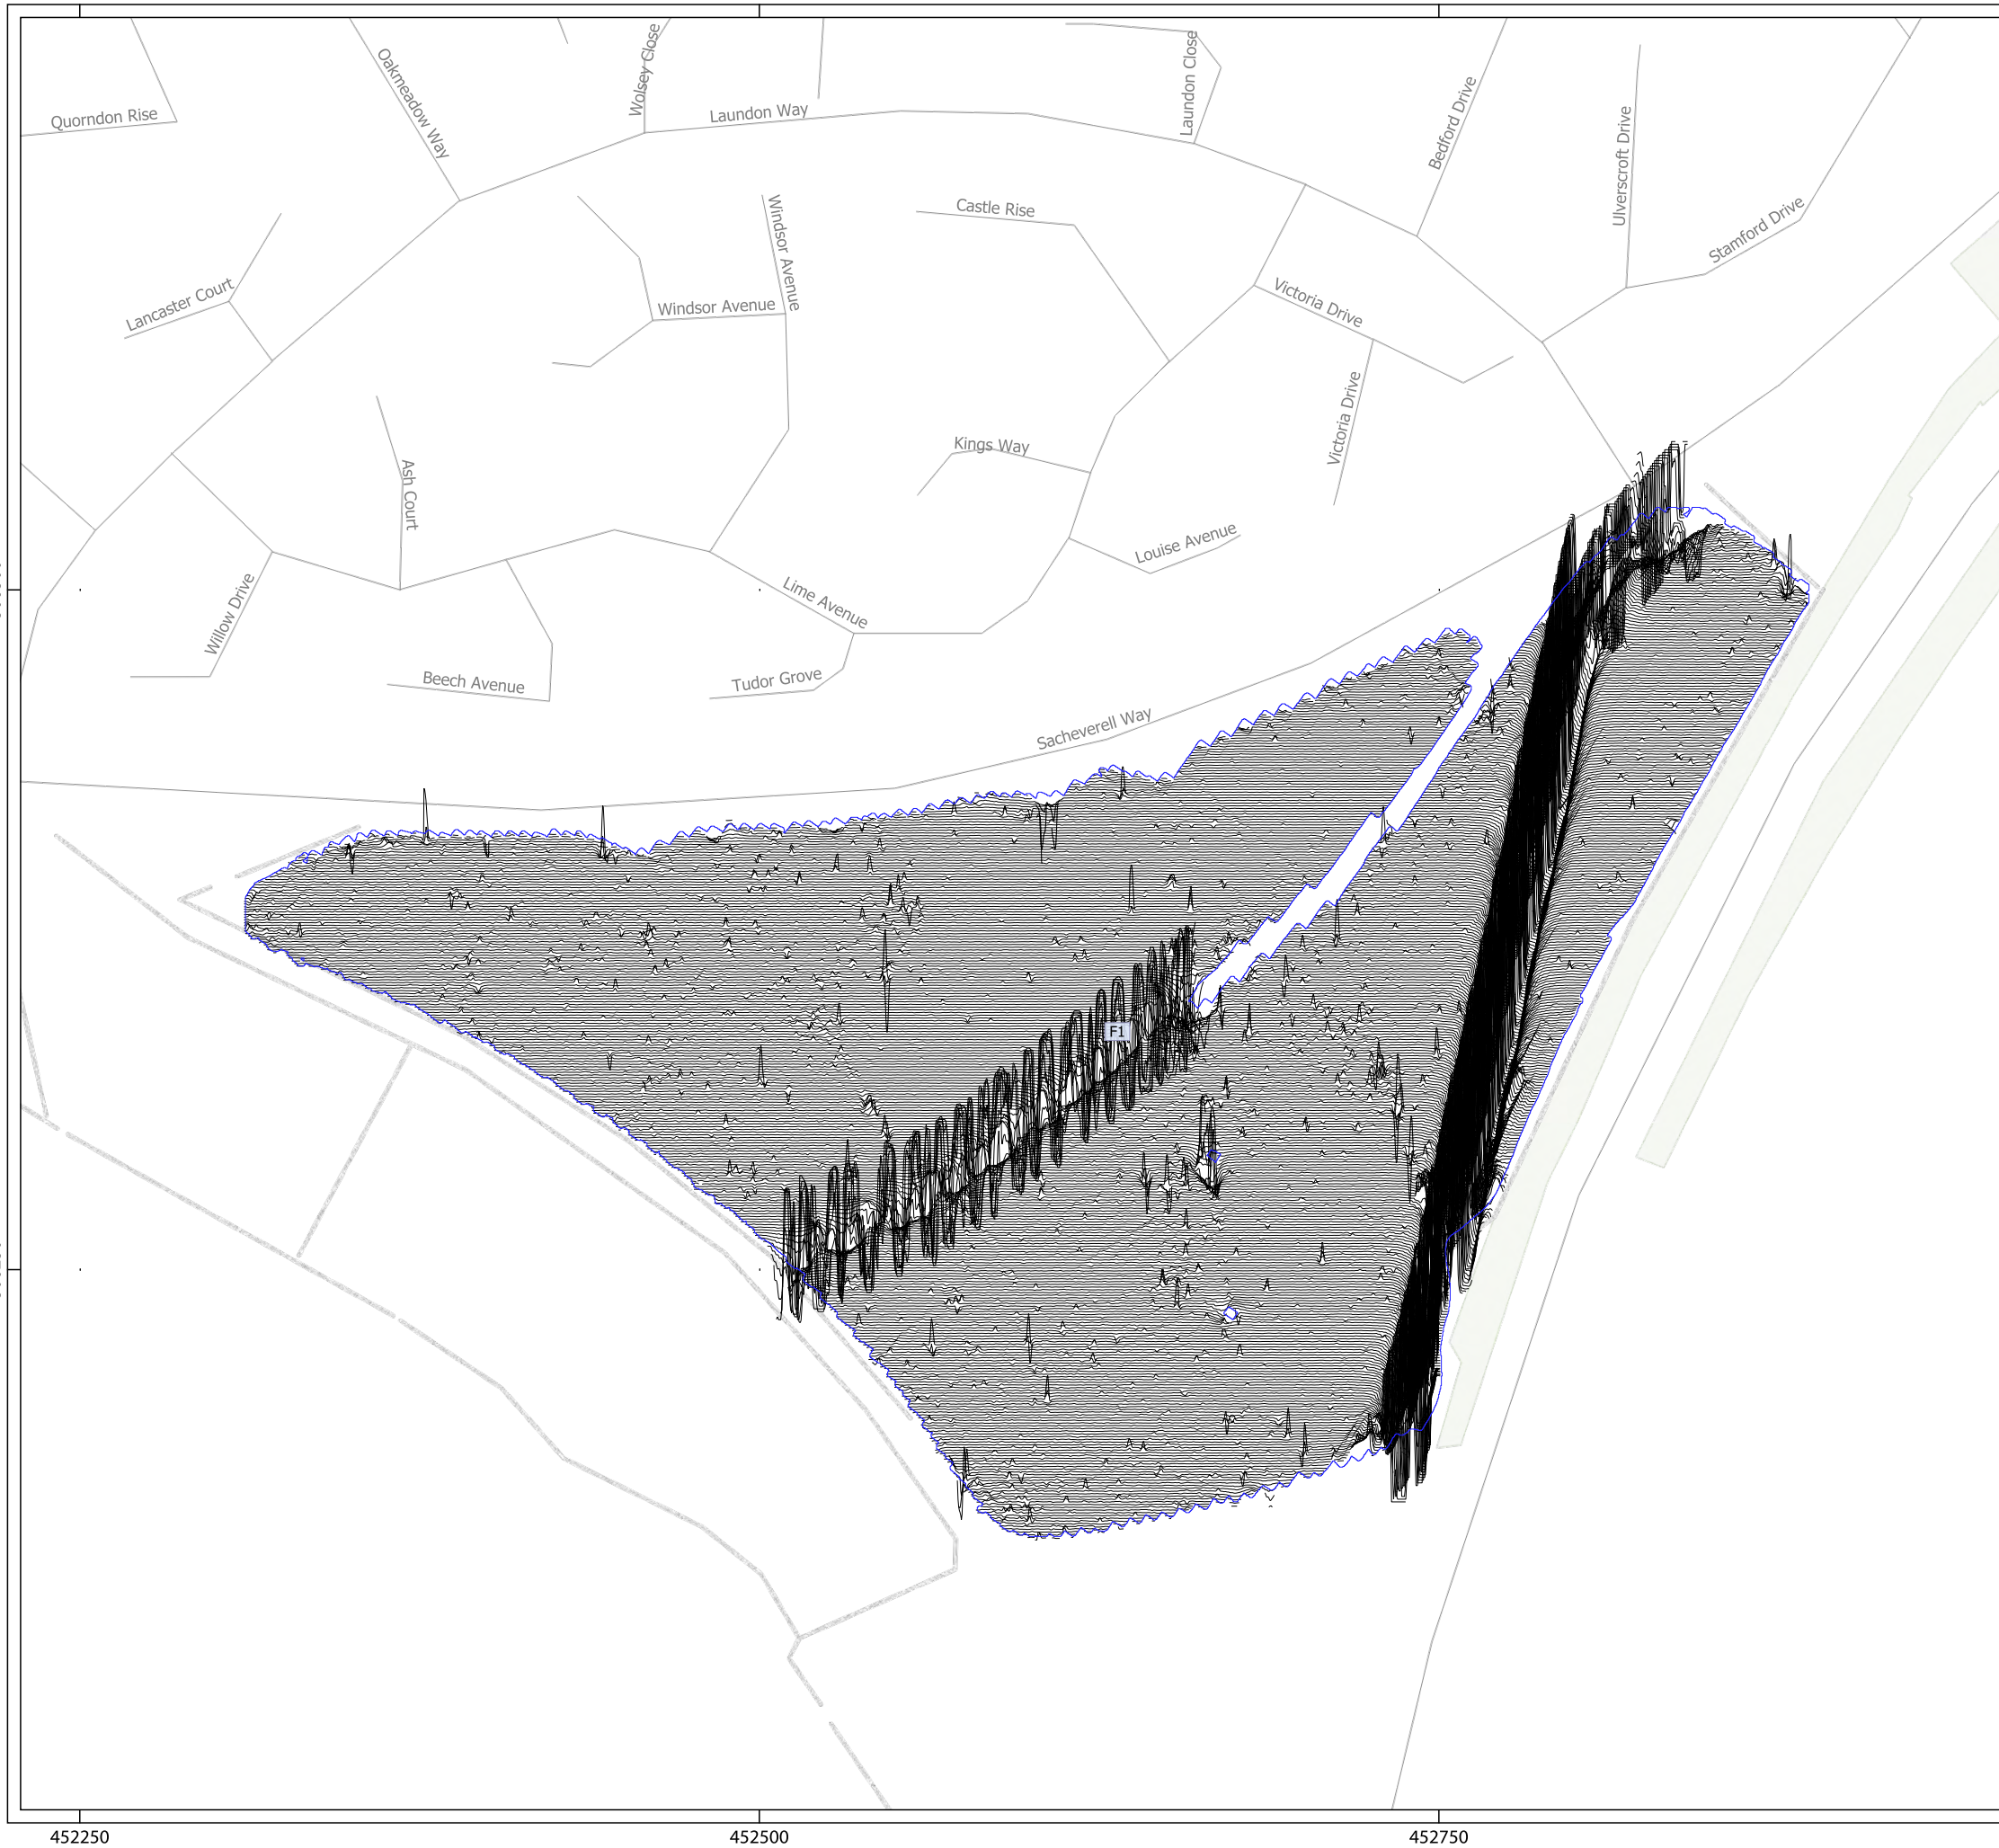 Quorndon Rise
Oakmeadow Way
Wolsey Close
Laundon Way
Laundon Close
Bedford Drive
Ulverscroft Drive
Stamford Drive
Lancaster Court
Windsor Avenue
Windsor Avenue
Castle Rise
Victoria Drive
Victoria Drive
Ash Court
Kings Way
Louise Avenue
Willow Drive
Lime Avenue
Beech Avenue
Tudor Grove
Sacheverell Way
F1
452250
452500
452750